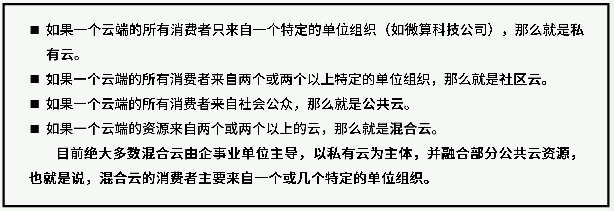 ■ 如果一个云端的所有消费者只来自一个特定的单位组织（如微算科技公司），那么就是私
有云。
■ 如果一个云端的所有消费者来自两个或两个以上特定的单位组织，那么就是社区云。
■ 如果一个云端的所有消费者来自社会公众，那么就是公共云。
■ 如果一个云端的资源来自两个或两个以上的云，那么就是混合云。
目前绝大多数混合云由企事业单位主导，以私有云为主体，并融合部分公共云资源，
也就是说，混合云的消费者主要来自一个或几个特定的单位组织。